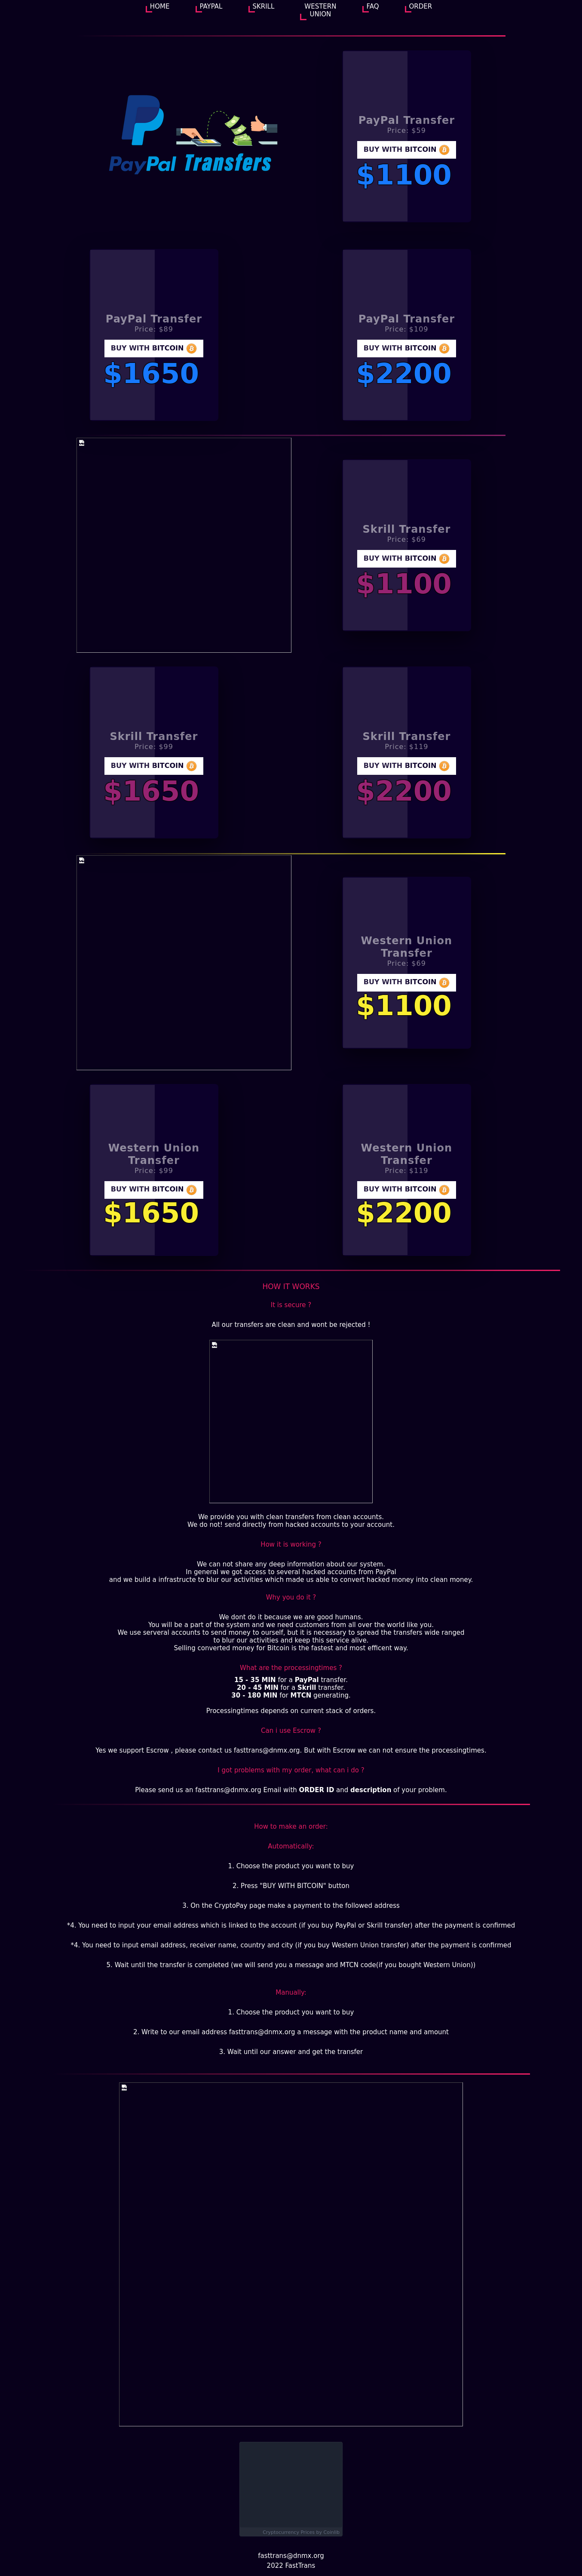 HOME
PAYPAL
SKRILL
WESTERN
UNION
FAQ
ORDER
PayPal Transfers
PayPal Transfer
Price: $59
BUY WITH BITCOIN
$1100
PayPal Transfer
Price: $89
BUY WITH BITCOIN
$1650
PayPal Transfer
Price: $109
BUY WITH BITCOIN
$2200
Skrill Transfer
Price: $69
BUY WITH BITCOIN
$1100
Skrill Transfer
Price: $99
BUY WITH BITCOIN
$1650
Skrill Transfer
Price: $119
BUY WITH BITCOIN
$2200
Western Union
Transfer
Price: $69
BUY WITH BITCOIN
$1100
Western Union
Transfer
Price: $99
BUY WITH BITCOIN
$1650
Western Union
Transfer
Price: $119
BUY WITH BITCOIN
$2200
HOW IT WORKS
It is secure ?
All our transfers are clean and wont be rejected !
We provide you with clean transfers from clean accounts.
We do not! send directly from hacked accounts to your account.
How it is working ?
We can not share any deep information about our system.
In general we got access to several hacked accounts from PayPal
and we build a infrastructe to blur our activities which made us able to convert hacked money into clean money.
Why you do it ?
We dont do it because we are good humans.
You will be a part of the system and we need customers from all over the world like you.
We use serveral accounts to send money to ourself, but it is necessary to spread the transfers wide ranged
to blur our activities and keep this service alive.
Selling converted money for Bitcoin is the fastest and most efficent way.
What are the processingtimes ?
15 - 35 MIN for a PayPal transfer.
20 - 45 MIN for a Skrill transfer.
30 - 180 MIN for MTCN generating.
Processingtimes depends on current stack of orders.
Can i use Escrow ?
Yes we support Escrow , please contact us fasttrans@dnmx.org. But with Escrow we can not ensure the processingtimes.
I got problems with my order, what can i do ?
Please send us an fasttrans@dnmx.org Email with ORDER ID and description of your problem.
How to make an order:
Automatically:
1. Choose the product you want to buy
2. Press "BUY WITH BITCOIN" button
3. On the CryptoPay page make a payment to the followed address
*4. You need to input your email address which is linked to the account (if you buy PayPal or Skrill transfer) after the payment is confirmed
*4. You need to input email address, receiver name, country and city (if you buy Western Union transfer) after the payment is confirmed
5. Wait until the transfer is completed (we will send you a message and MTCN code(if you bought Western Union))
Manually:
1. Choose the product you want to buy
2. Write to our email address fasttrans@dnmx.org a message with the product name and amount
3. Wait until our answer and get the transfer
Cryptocurrency Prices by Coinlib
fasttrans@dnmx.org
2022 FastTrans